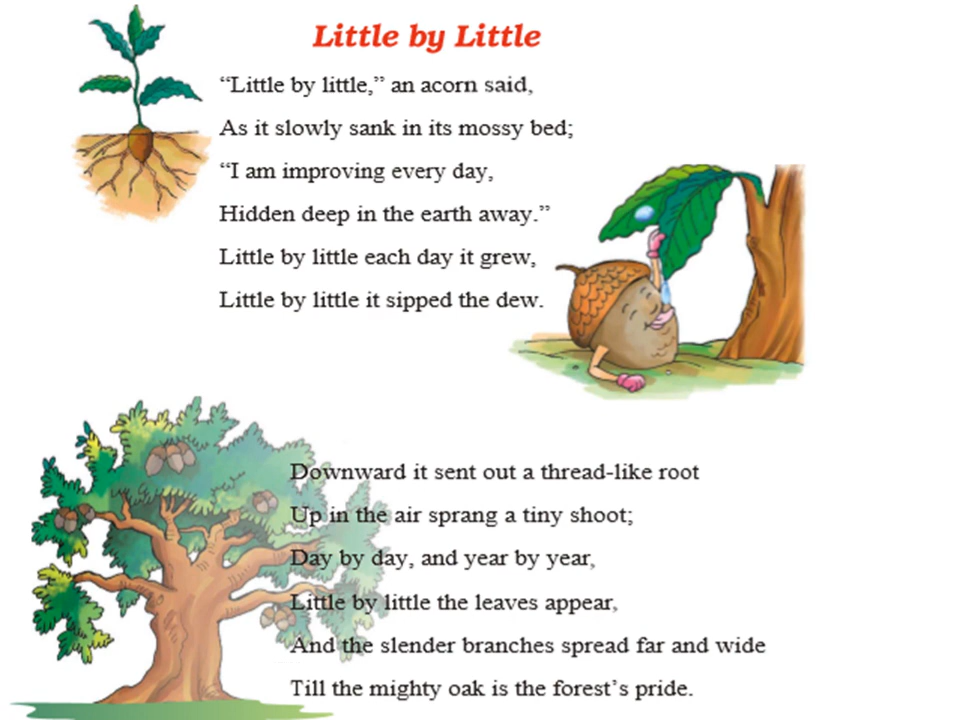 Little by Little
“Little by little,” an acorn said,
As it slowly sank in its mossy bed;
“I am improving every day,
Hidden deep in the earth away.”
Little by little each day it grew,
Little by little it sipped the dew.
Downward it sent out a thread-like root
Up in the air sprang a tiny shoot;
Day by day, and year by year,
Little by little the leaves appear,
And the slender branches spread far and wide
Till the mighty oak is the forest’s pride.